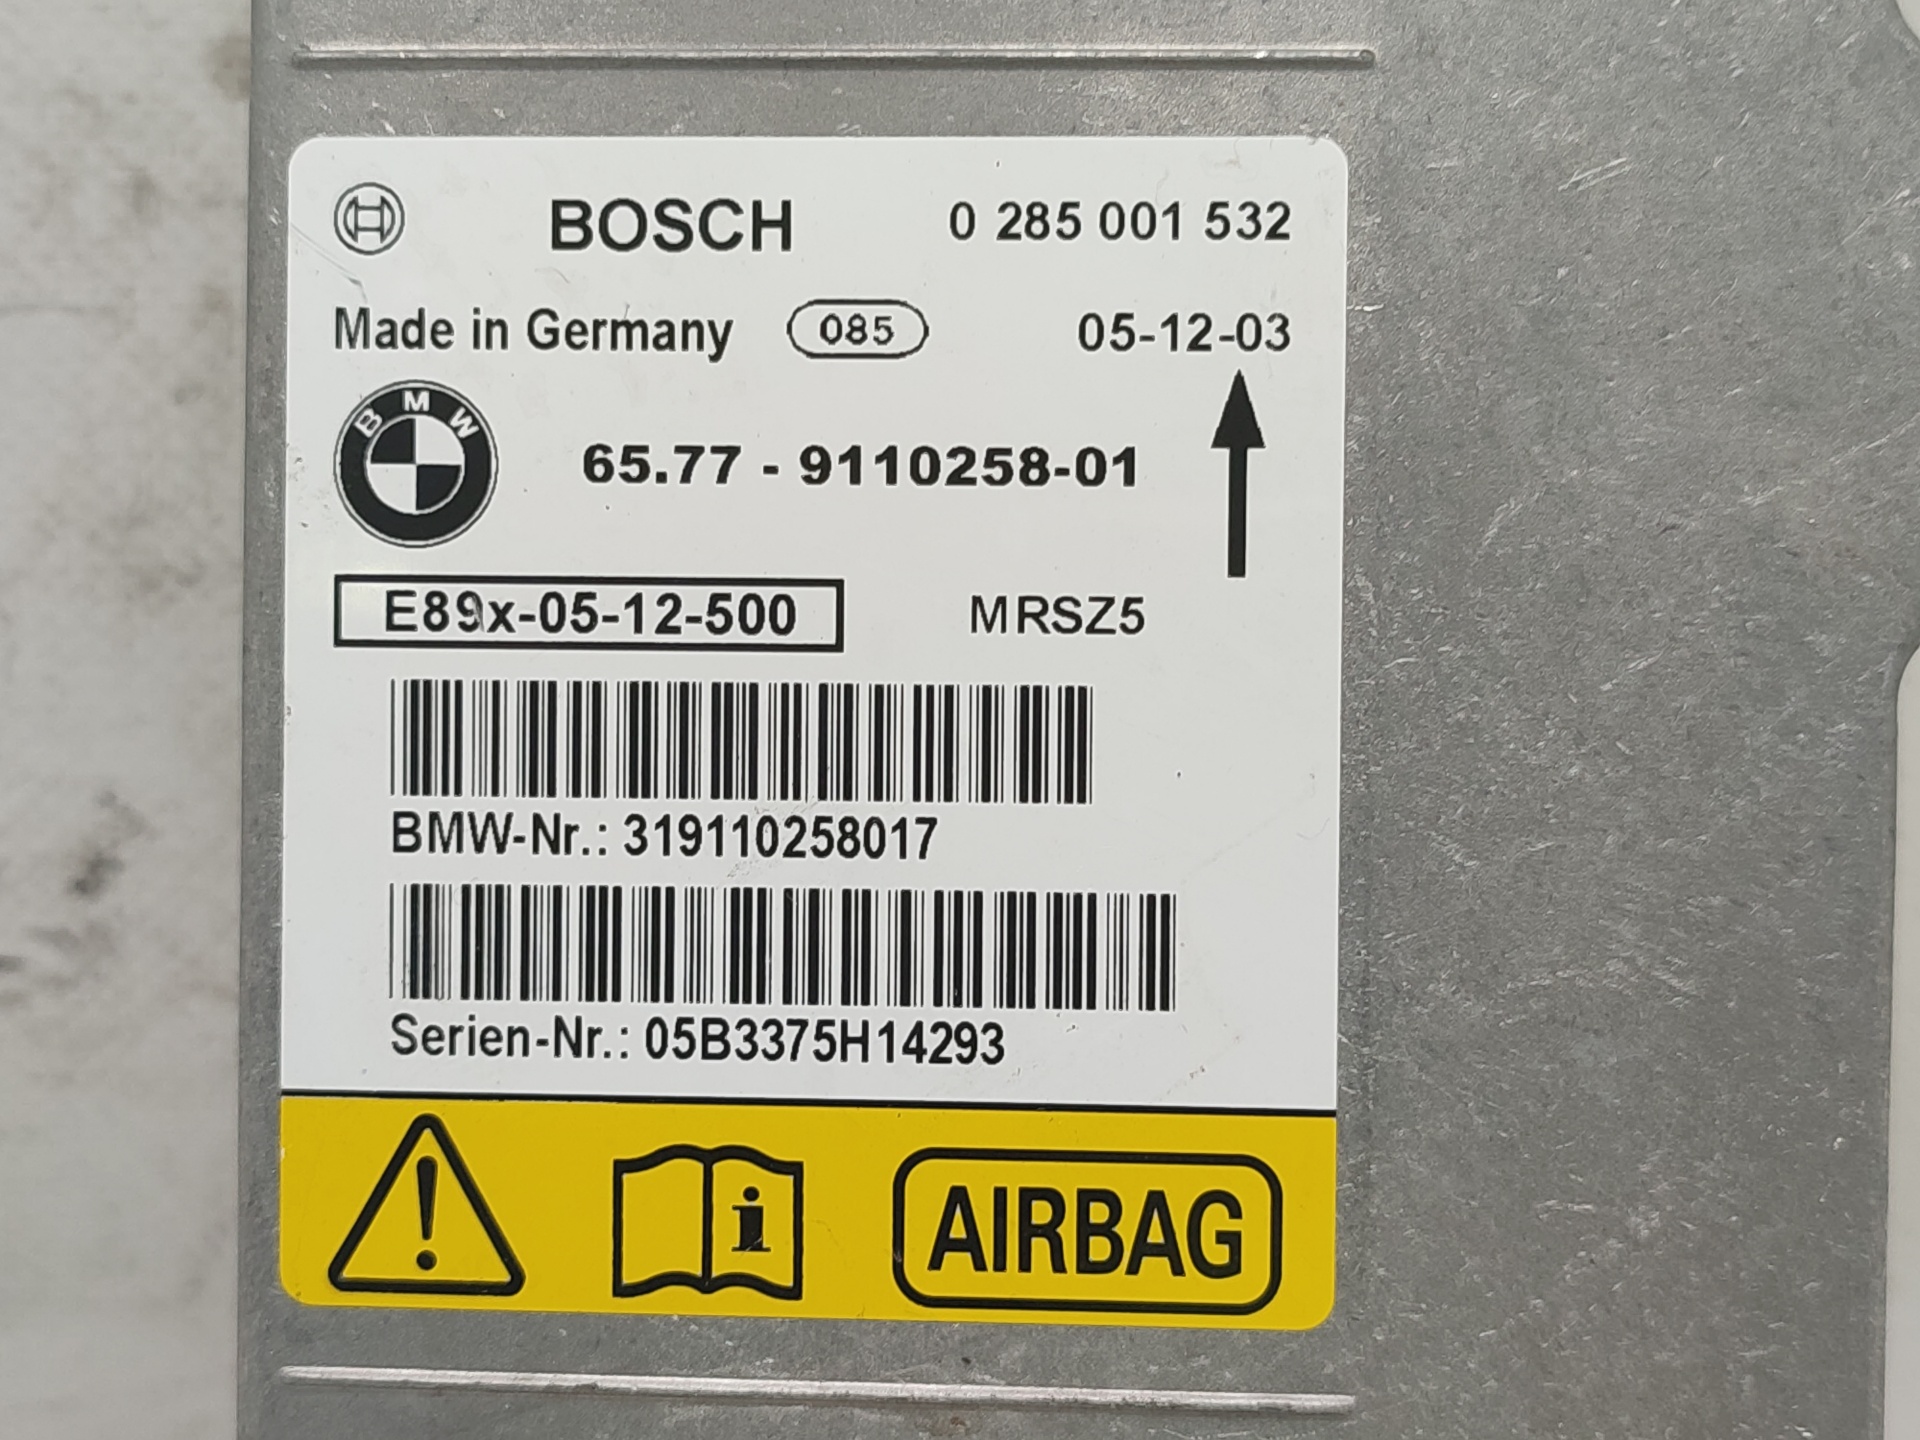 BOSCH 0 285 001 532
Made in Germany 085 05-12-03
BMW 65.77 - 9110258-01
E89x-05-12-500 MRSZ5
BMW-Nr.: 319110258017
Serien-Nr.: 05B3375H14293
i AIRBAG